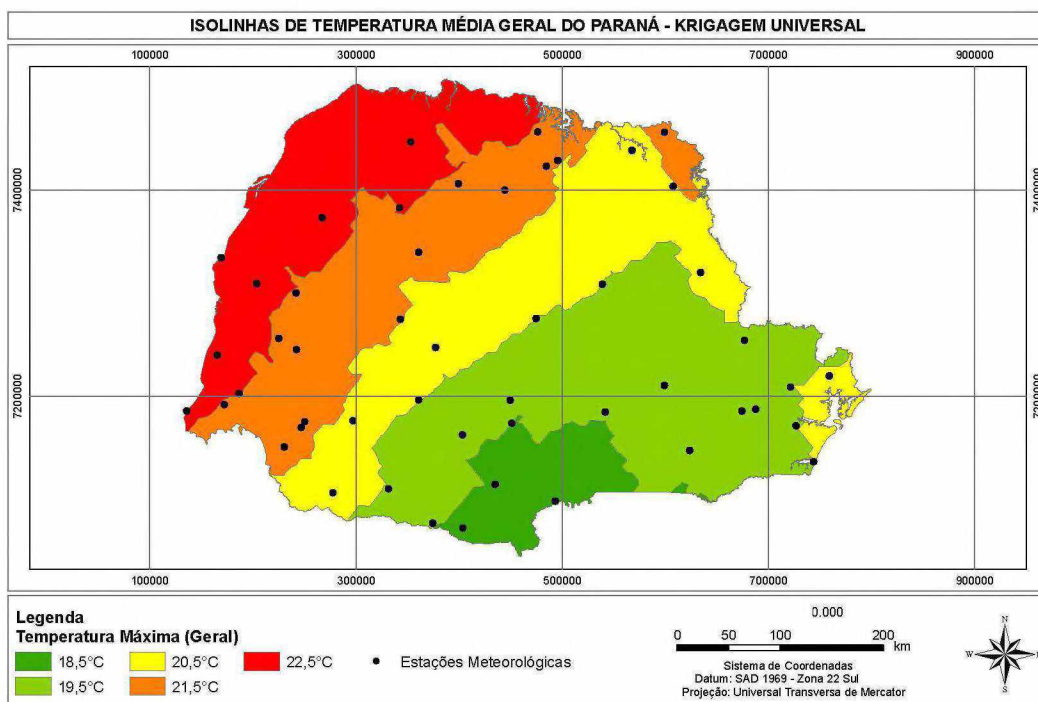 ISOLINHAS DE TEMPERATURA MÉDIA GERAL DO PARANÁ - KRIGAGEM UNIVERSAL
100000 300000 500000 700000 900000
7400000 7400000
7200000 7200000
100000 300000 500000 700000 900000
Legenda
Temperatura Máxima (Geral)
18,5°C 20,5°C 22,5°C Estações Meteorológicas
19,5°C 21,5°C
0.000
0 50 100 200
km
Sistema de Coordenadas
Datum: SAD 1969 - Zona 22 Sul
Projeção: Universal Transversa de Mercator
N
W E
S